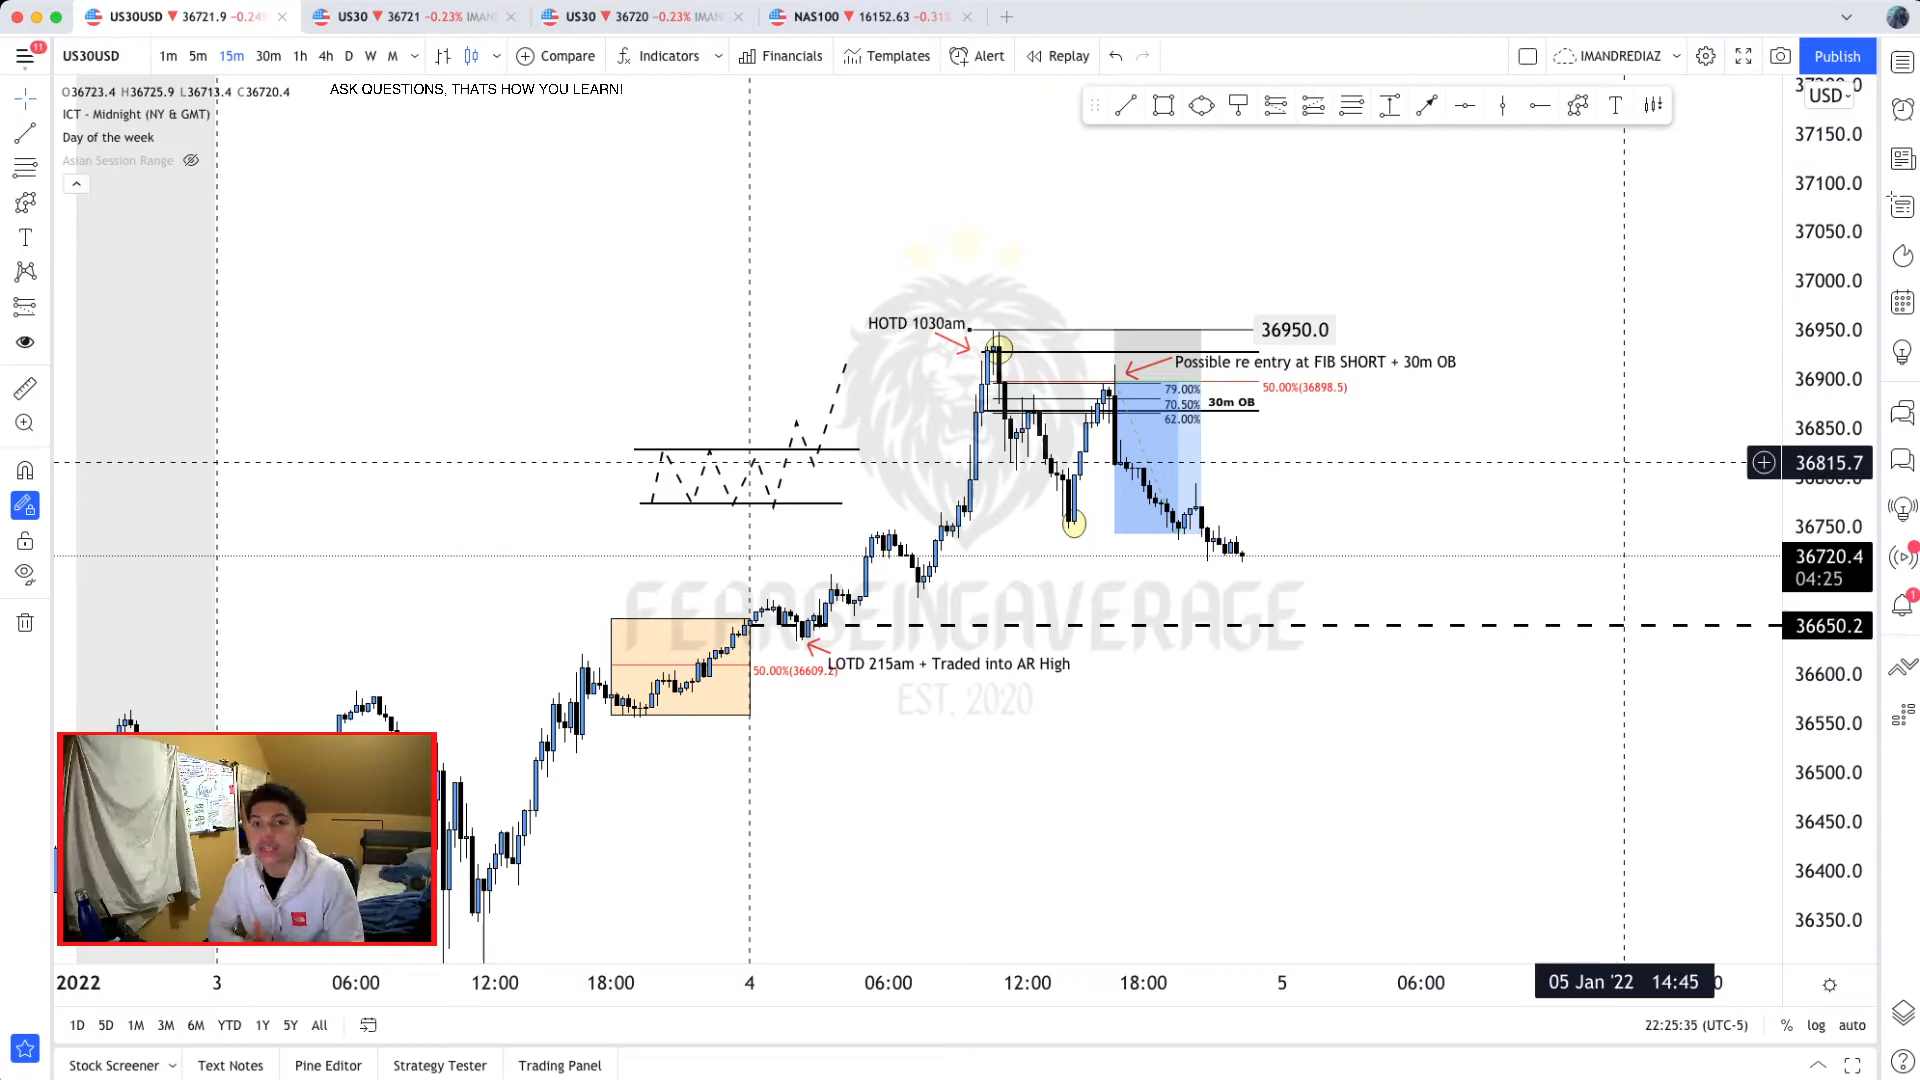 US30USD ▼ 36721.9 −0.24%
US30 ▼ 36721 −0.23% IMAN
US30 ▼ 36720 −0.23% IMAN
NAS100 ▼ 16152.63 −0.31%
11
US30USD 1m 5m 15m 30m 1h 4h D W M Compare Indicators Financials Templates Alert Replay IMANDREDIAZ Publish
O36723.4 H36725.9 L36713.4 C36720.4
ASK QUESTIONS, THATS HOW YOU LEARN!
ICT - Midnight (NY & GMT)
Day of the week
Asian Session Range
USD
37150.0
37100.0
37050.0
37000.0
36950.0
36900.0
36850.0
36815.7
36800.0
36750.0
36720.4
04:25
36650.2
36600.0
36550.0
36500.0
36450.0
36400.0
36350.0
HOTD 1030am
36950.0
Possible re entry at FIB SHORT + 30m OB
79.00%
50.00%(36898.5)
70.50%
30m OB
62.00%
FEARSEINGAVERAGE
EST. 2020
LOTD 215am + Traded into AR High
50.00%(36609.2)
1
2022 3 06:00 12:00 18:00 4 06:00 12:00 18:00 5 06:00 05 Jan '22 14:45
1D 5D 1M 3M 6M YTD 1Y 5Y All
22:25:35 (UTC-5) % log auto
Stock Screener Text Notes Pine Editor Strategy Tester Trading Panel